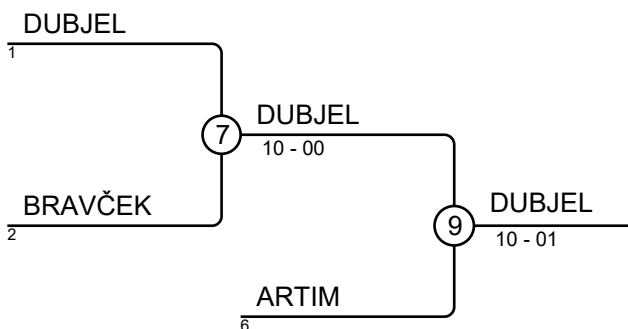 DUBJEL
1
7
DUBJEL
10 - 00
BRAVČEK
2
9
DUBJEL
10 - 01
ARTIM
6